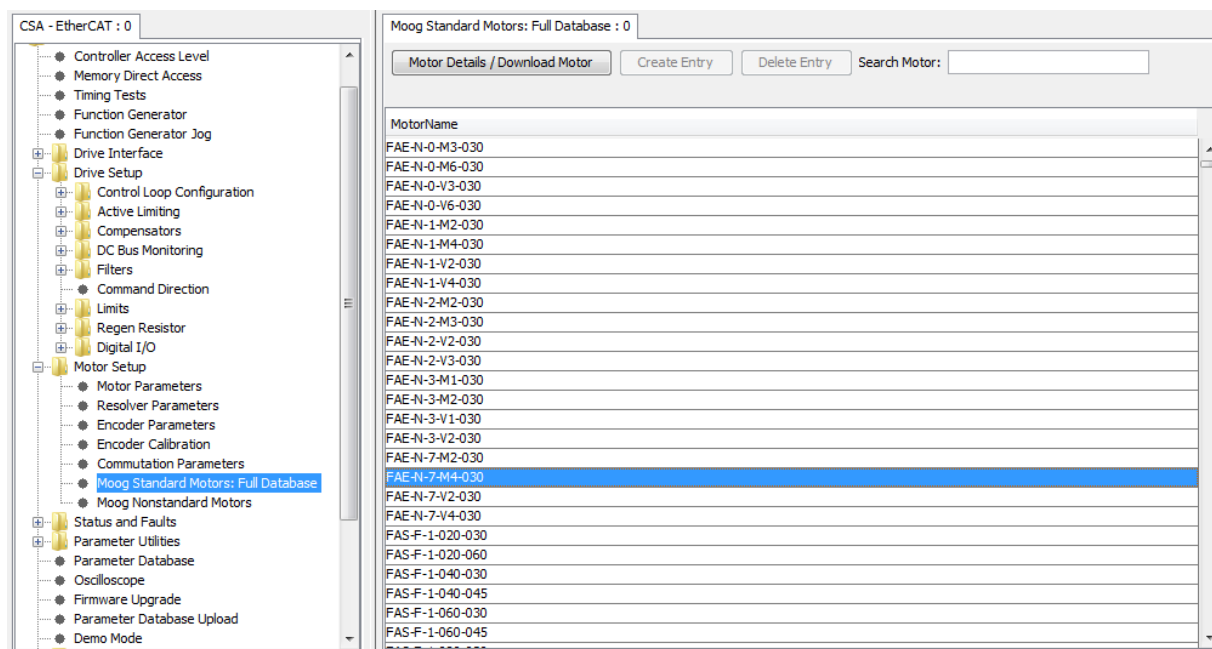 CSA - EtherCAT : 0
Controller Access Level
Memory Direct Access
Timing Tests
Function Generator
Function Generator Jog
Drive Interface
Drive Setup
Control Loop Configuration
Active Limiting
Compensators
DC Bus Monitoring
Filters
Command Direction
Limits
Regen Resistor
Digital I/O
Motor Setup
Motor Parameters
Resolver Parameters
Encoder Parameters
Encoder Calibration
Commutation Parameters
Moog Standard Motors: Full Database
Moog Nonstandard Motors
Status and Faults
Parameter Utilities
Parameter Database
Oscilloscope
Firmware Upgrade
Parameter Database Upload
Demo Mode
Moog Standard Motors: Full Database : 0
Motor Details / Download Motor Create Entry Delete Entry Search Motor:
MotorName
FAE-N-0-M3-030
FAE-N-0-M6-030
FAE-N-0-V3-030
FAE-N-0-V6-030
FAE-N-1-M2-030
FAE-N-1-M4-030
FAE-N-1-V2-030
FAE-N-1-V4-030
FAE-N-2-M2-030
FAE-N-2-M3-030
FAE-N-2-V2-030
FAE-N-2-V3-030
FAE-N-3-M1-030
FAE-N-3-M2-030
FAE-N-3-V1-030
FAE-N-3-V2-030
FAE-N-7-M2-030
FAE-N-7-M4-030
FAE-N-7-V2-030
FAE-N-7-V4-030
FAS-F-1-020-030
FAS-F-1-020-060
FAS-F-1-040-030
FAS-F-1-040-045
FAS-F-1-060-030
FAS-F-1-060-045